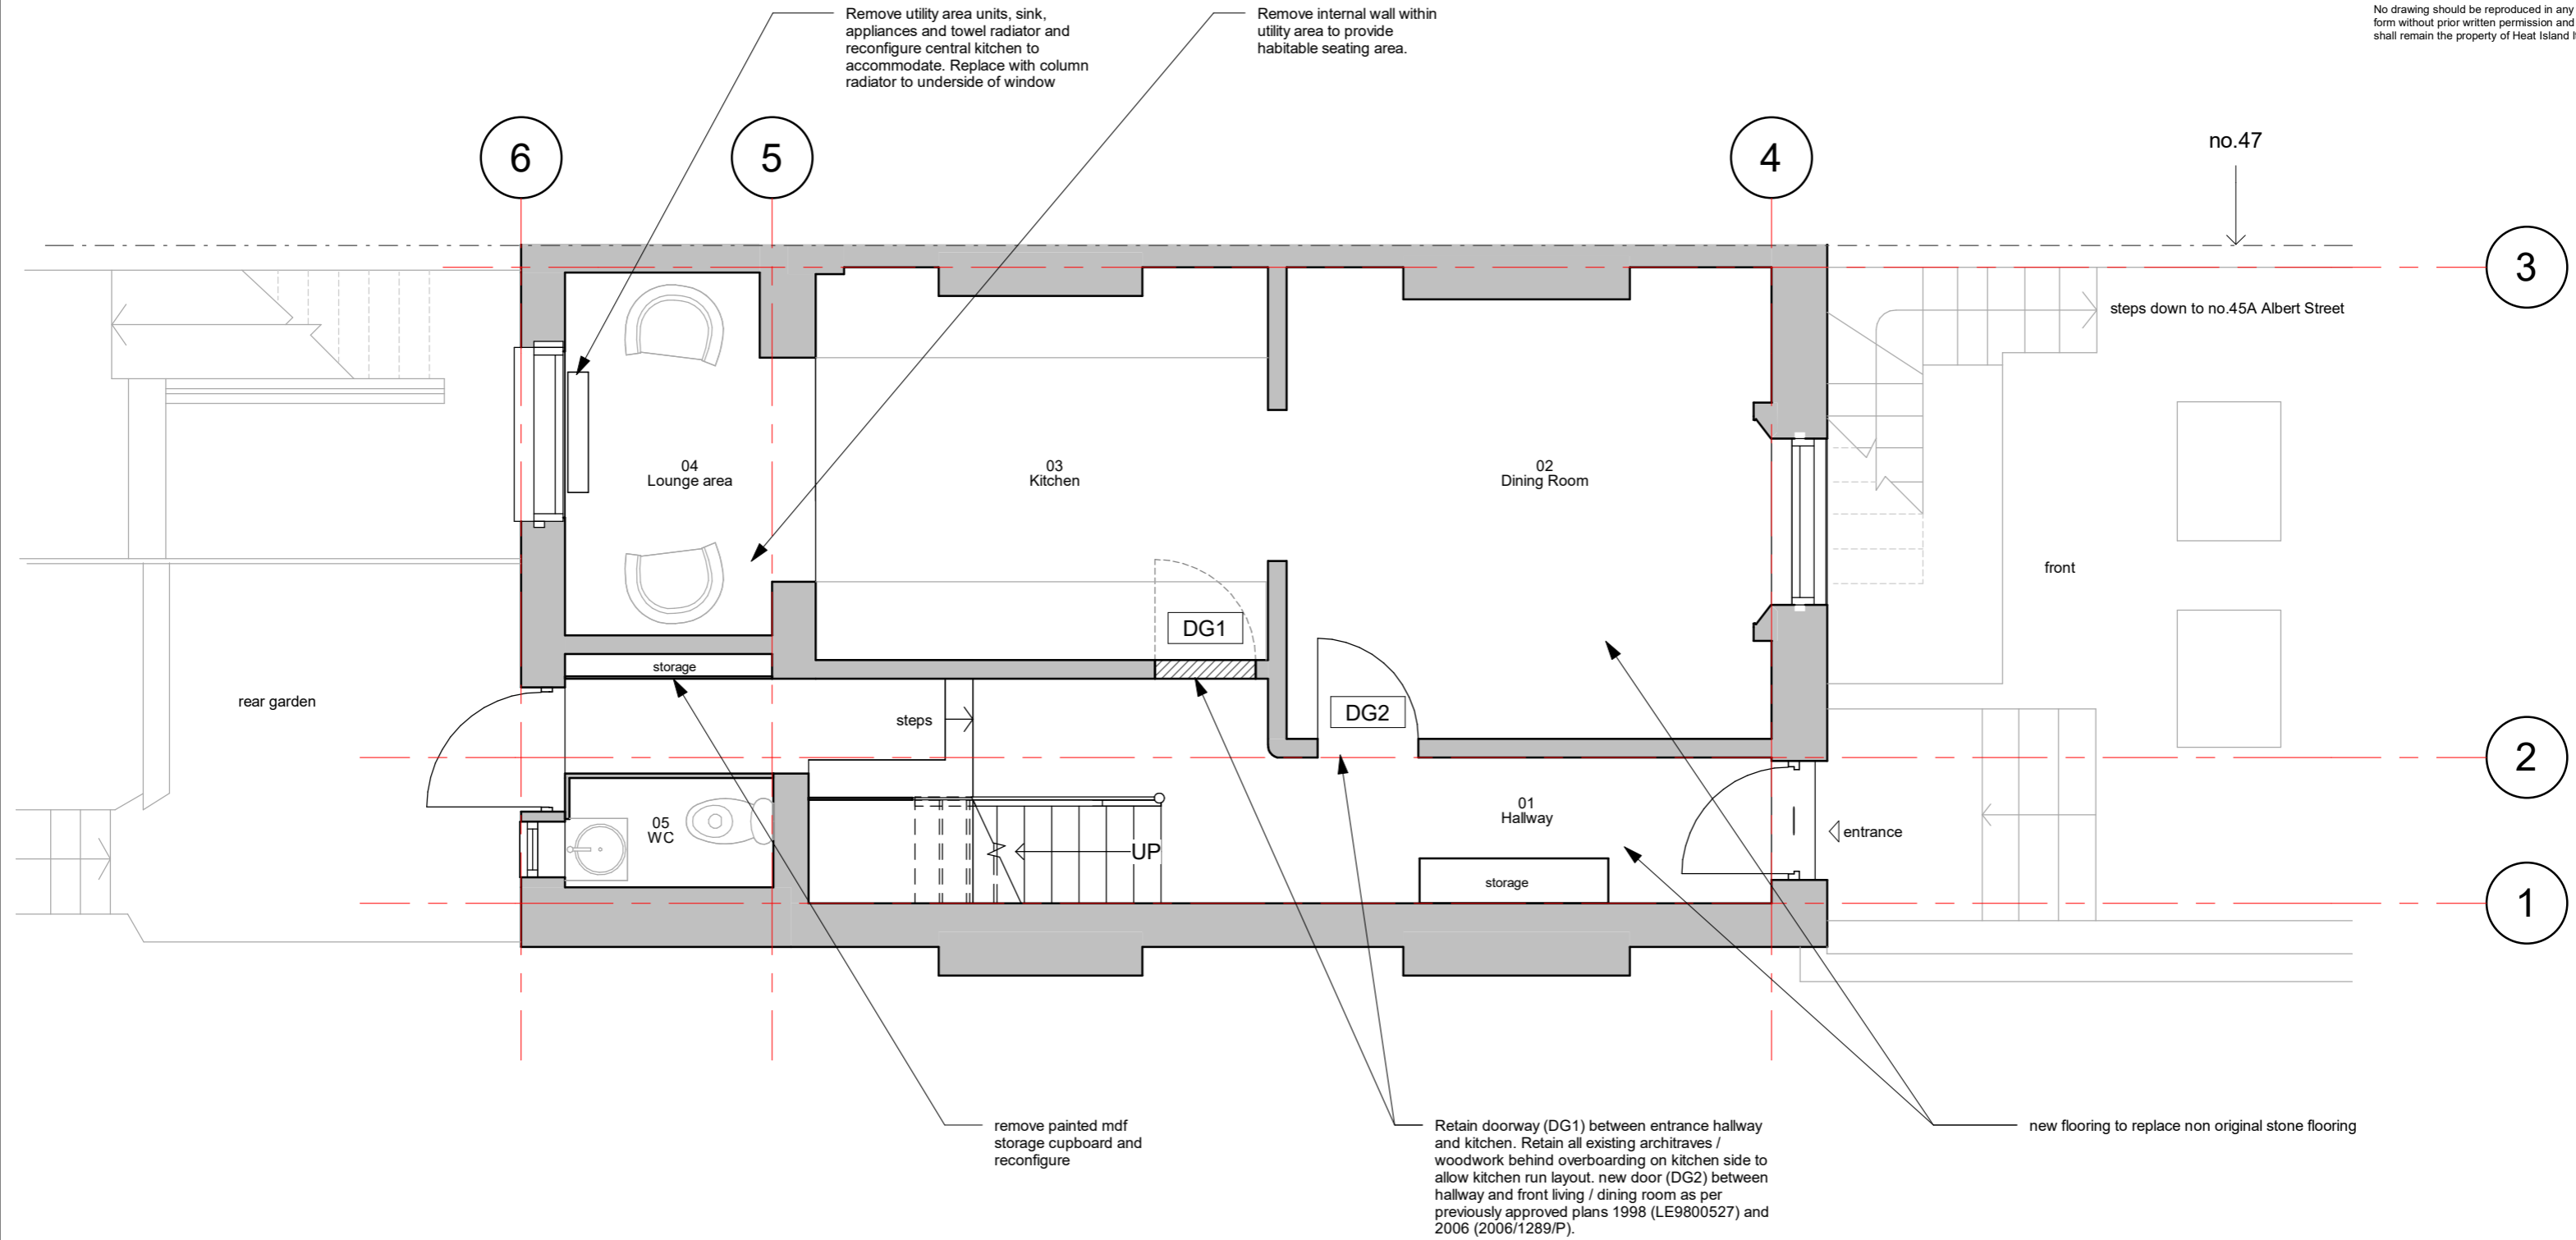 Remove utility area units, sink,
appliances and towel radiator and
reconfigure central kitchen to
accommodate. Replace with column
radiator to underside of window
Remove internal wall within
utility area to provide
habitable seating area.
No drawing should be reproduced in any
form without prior written permission and
shall remain the property of Heat Island
6
5
4
no.47
3
steps down to no.45A Albert Street
04
Lounge area
03
Kitchen
02
Dining Room
front
DG1
storage
rear garden
steps
DG2
2
05
WC
01
Hallway
entrance
UP
storage
1
remove painted mdf
storage cupboard and
reconfigure
Retain doorway (DG1) between entrance hallway
and kitchen. Retain all existing architraves /
woodwork behind overboarding on kitchen side to
allow kitchen run layout. new door (DG2) between
hallway and front living / dining room as per
previously approved plans 1998 (LE9800527) and
2006 (2006/1289/P).
new flooring to replace non original stone flooring